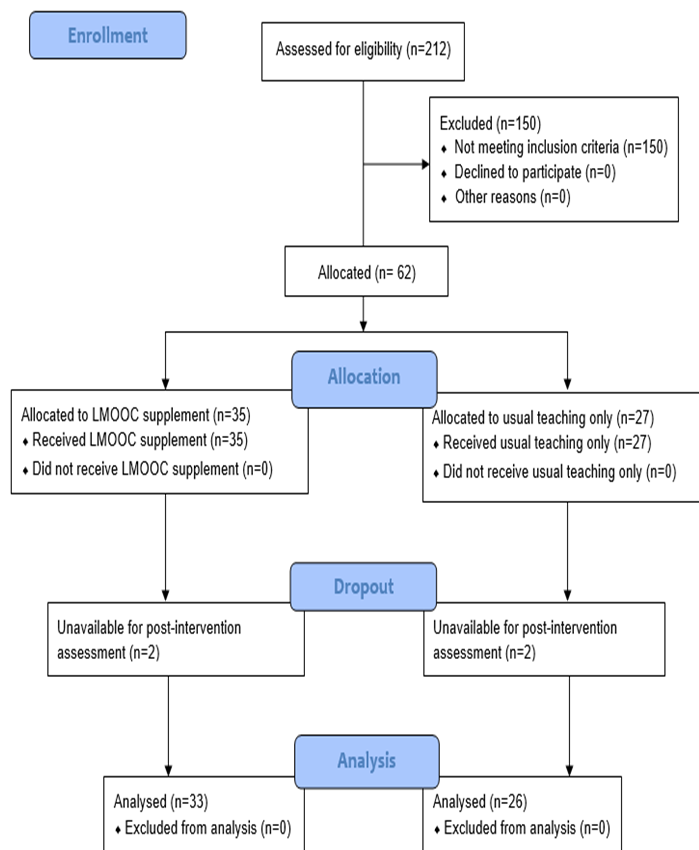 Enrollment
Assessed for eligibility (n=212)
Excluded (n=150)
♦ Not meeting inclusion criteria (n=150)
♦ Declined to participate (n=0)
♦ Other reasons (n=0)
Allocated (n= 62)
Allocation
Allocated to LMOOC supplement (n=35)
♦ Received LMOOC supplement (n=35)
♦ Did not receive LMOOC supplement (n=0)
Allocated to usual teaching only (n=27)
♦ Received usual teaching only (n=27)
♦ Did not receive usual teaching only (n=0)
Dropout
Unavailable for post-intervention
assessment (n=2)
Unavailable for post-intervention
assessment (n=2)
Analysis
Analysed (n=33)
♦ Excluded from analysis (n=0)
Analysed (n=26)
♦ Excluded from analysis (n=0)